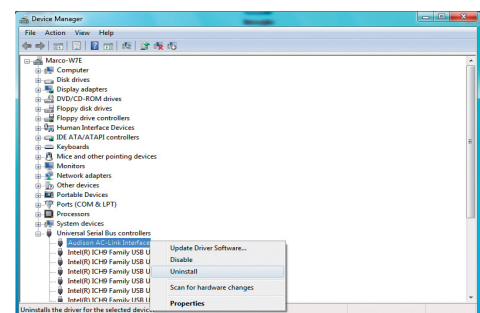 Device Manager
File Action View Help
Marco-W7E
Computer
Disk drives
Display adapters
DVD/CD-ROM drives
Floppy disk drives
Floppy drive controllers
Human Interface Devices
IDE ATA/ATAPI controllers
Keyboards
Mice and other pointing devices
Monitors
Network adapters
Other devices
Portable Devices
Ports (COM & LPT)
Processors
System devices
Universal Serial Bus controllers
Audison AC-Link Interface
Intel(R) ICH9 Family USB U
Intel(R) ICH9 Family USB U
Intel(R) ICH9 Family USB U
Intel(R) ICH9 Family USB U
Intel(R) ICH9 Family USB U
Update Driver Software...
Disable
Uninstall
Scan for hardware changes
Properties
Uninstalls the driver for the selected devic